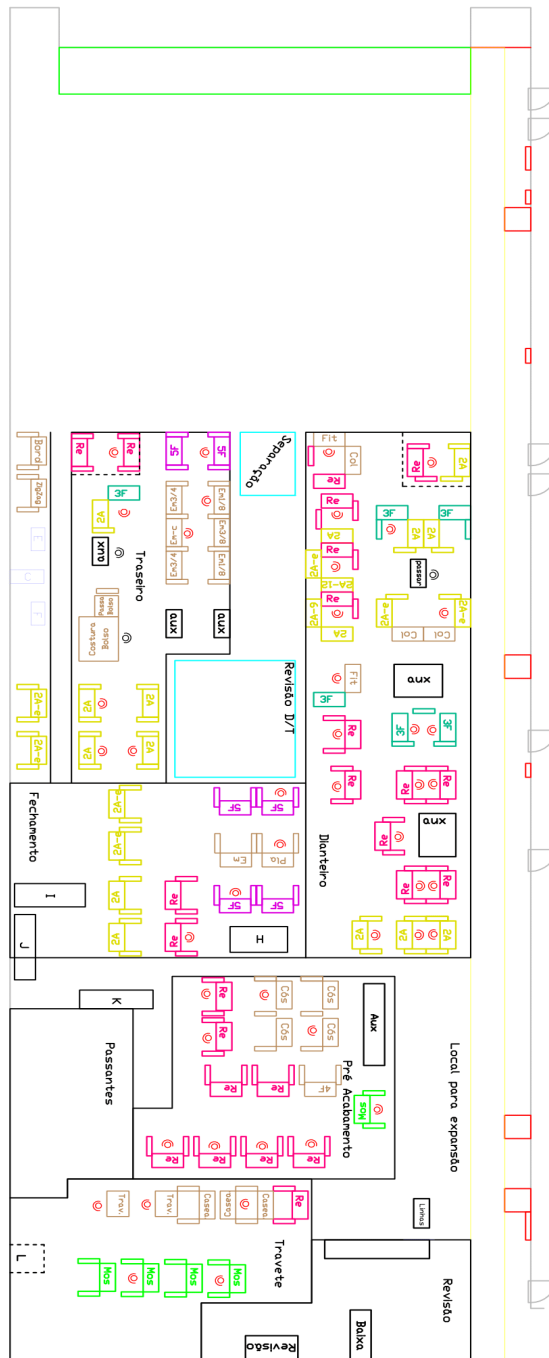 Bord
ZigZag
E
U
F
2A-e
2A-e
Re
Re
3F
2A
aux
Traseiro
Passa
Bolso
Costura
Bolso
2A
2A
2A
2A
5F
5F
Em3/4
Em1/8
Em-c
Em3/8
Em3/4
Em1/8
aux
aux
Separação
Revisão D/T
Fit
Col
Re
Re
2A
Re
2A-e
2A-12
Re
2A-9
2A
Fit
3F
Re
Re
Dianteiro
Re
2A
3F
3F
2A
2A
passar
2A-e
2A-e
Col
Col
aux
3F
3F
Re
Re
aux
Re
Re
2A
2A
Fechamento
2A-e
2A-e
2A
2A
5F
5F
Em
Pla
Re
5F
5F
Re
H
I
J
K
Passantes
Re
Cós
Cós
Re
Cós
Cós
Aux
Re
Re
4F
Mos
Pré Acabamento
Re
Re
Re
Re
Local para expansão
Linhas
Trav.
Trav.
Casea
Casea
Casea
Re
Travete
Mos
Mos
Mos
Mos
L
Revisão
Baixa
Revisão